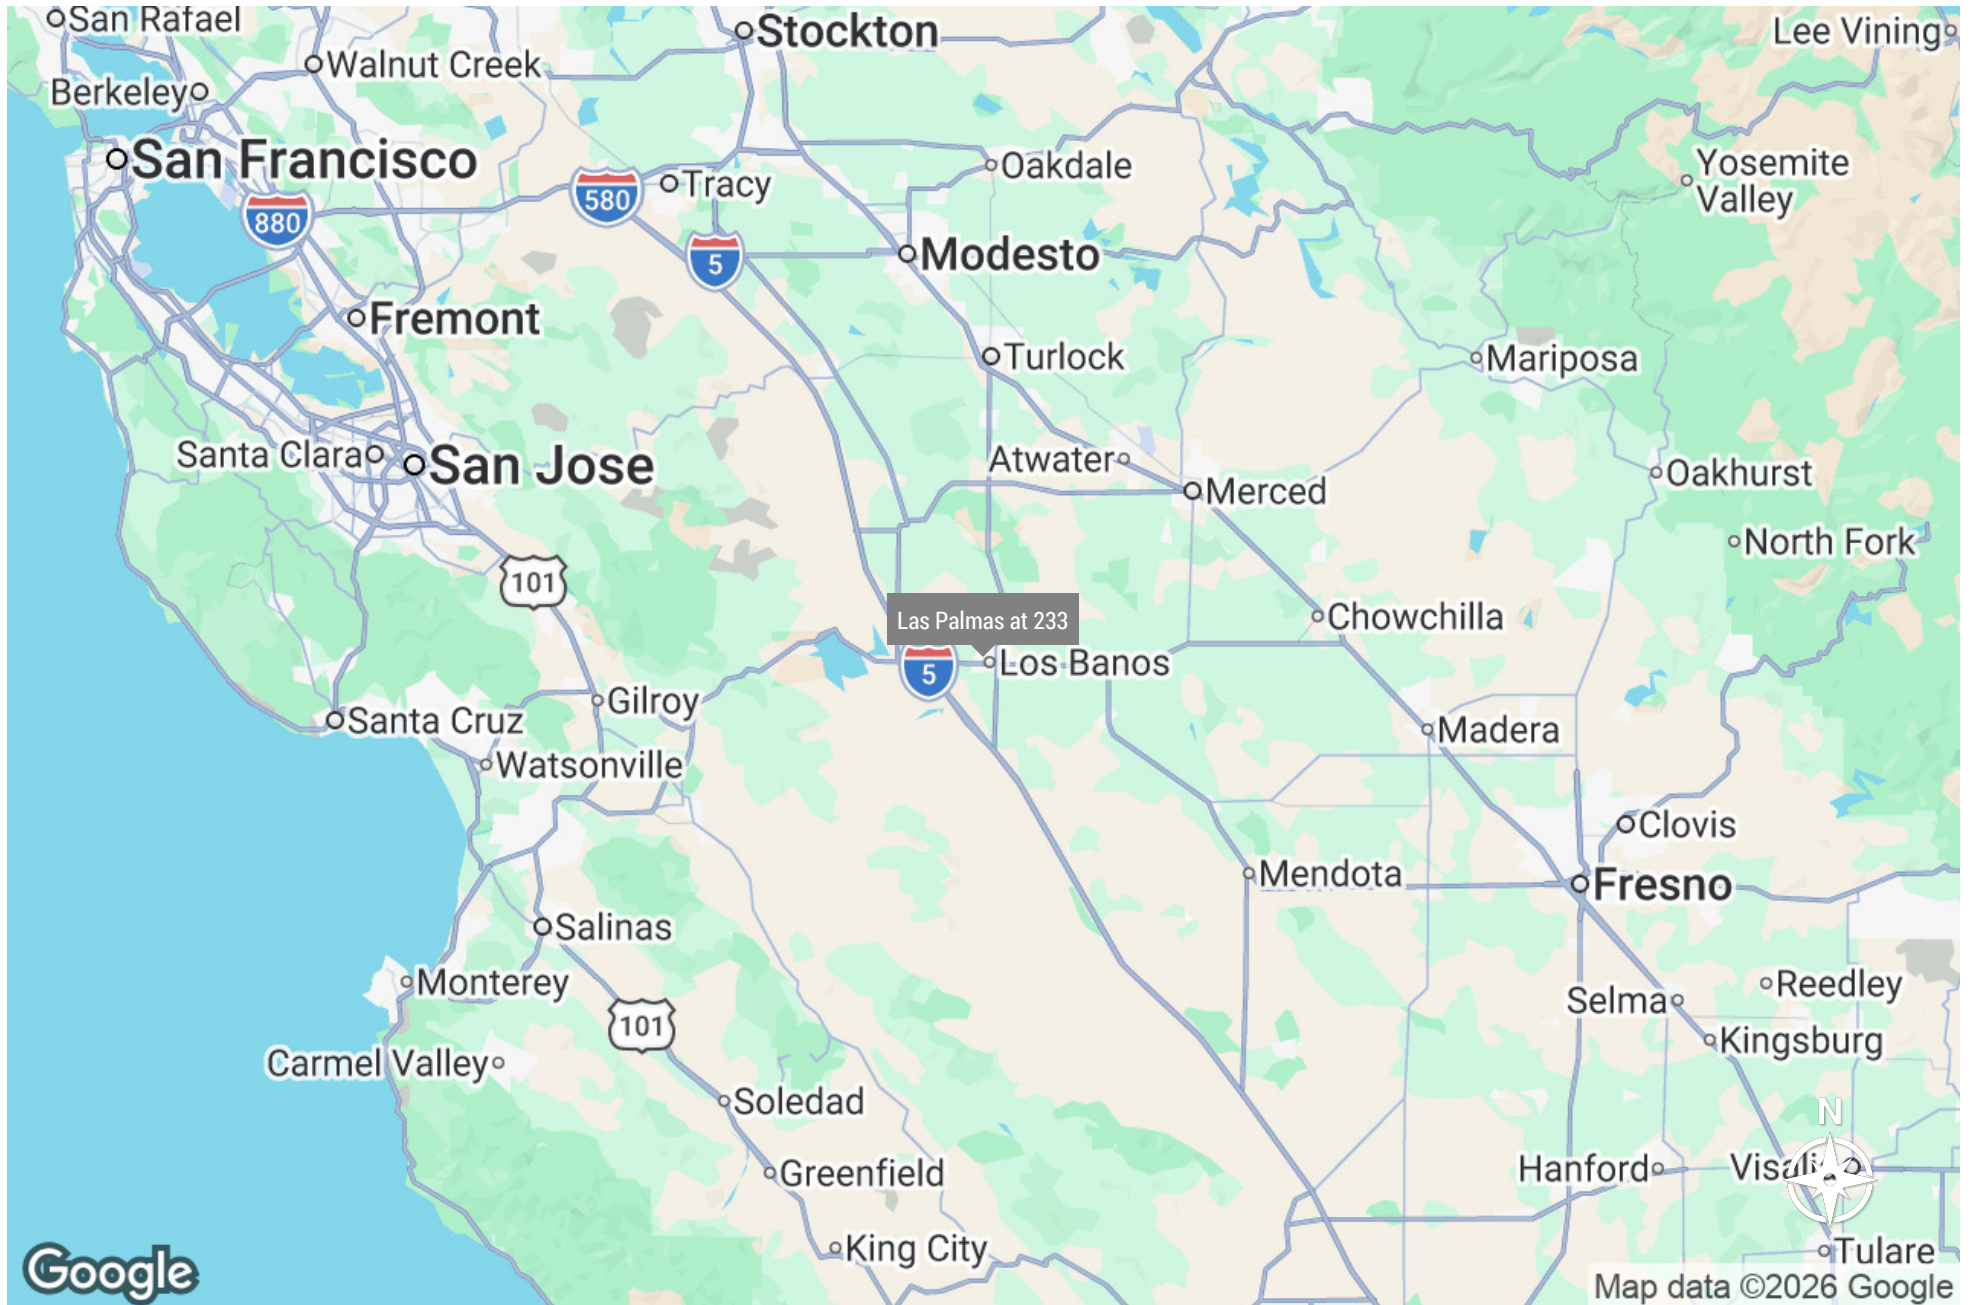 San Rafael
Stockton
Lee Vining
Walnut Creek
Berkeley
San Francisco
Oakdale
Yosemite
Valley
580
Tracy
880
Modesto
5
Fremont
Turlock
Mariposa
Santa Clara
San Jose
Atwater
Merced
Oakhurst
North Fork
101
Las Palmas at 233
Chowchilla
5
Los Banos
Gilroy
Santa Cruz
Madera
Watsonville
Clovis
Mendota
Fresno
Salinas
Monterey
Reedley
Selma
101
Kingsburg
Carmel Valley
Soledad
N
Hanford
Visalia
Greenfield
King City
Tulare
Google
Map data ©2026 Google